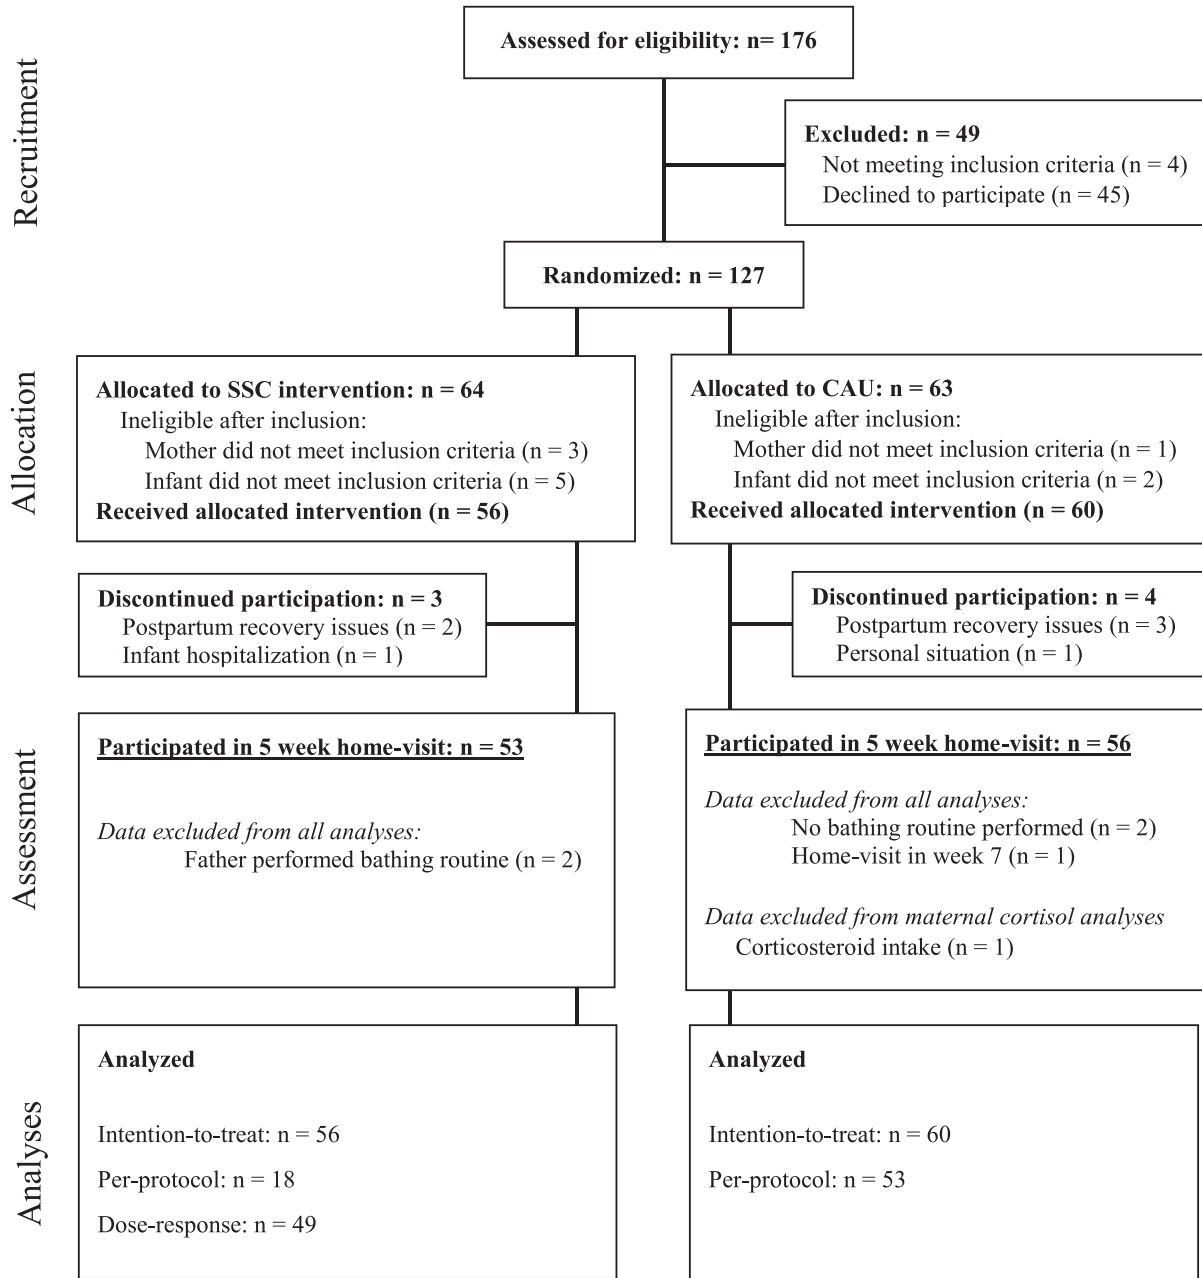 Recruitment
Assessed for eligibility: n= 176
Excluded: n = 49
Not meeting inclusion criteria (n = 4)
Declined to participate (n = 45)
Randomized: n = 127
Allocation
Allocated to SSC intervention: n = 64
Ineligible after inclusion:
Mother did not meet inclusion criteria (n = 3)
Infant did not meet inclusion criteria (n = 5)
Received allocated intervention (n = 56)
Allocated to CAU: n = 63
Ineligible after inclusion:
Mother did not meet inclusion criteria (n = 1)
Infant did not meet inclusion criteria (n = 2)
Received allocated intervention (n = 60)
Discontinued participation: n = 3
Postpartum recovery issues (n = 2)
Infant hospitalization (n = 1)
Discontinued participation: n = 4
Postpartum recovery issues (n = 3)
Personal situation (n = 1)
Assessment
Participated in 5 week home-visit: n = 53
Data excluded from all analyses:
Father performed bathing routine (n = 2)
Participated in 5 week home-visit: n = 56
Data excluded from all analyses:
No bathing routine performed (n = 2)
Home-visit in week 7 (n = 1)
Data excluded from maternal cortisol analyses
Corticosteroid intake (n = 1)
Analyses
Analyzed
Intention-to-treat: n = 56
Per-protocol: n = 18
Dose-response: n = 49
Analyzed
Intention-to-treat: n = 60
Per-protocol: n = 53